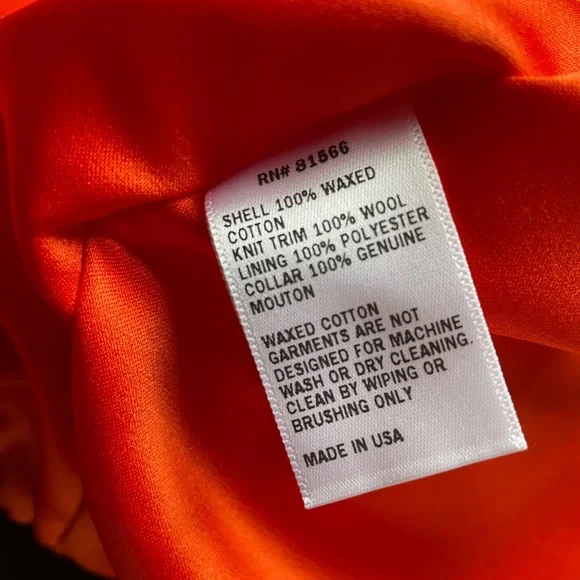 RN# 81566
SHELL 100% WAXED
COTTON
KNIT TRIM 100% WOOL
LINING 100% POLYESTER
COLLAR 100% GENUINE
MOUTON
WAXED COTTON
GARMENTS ARE NOT
DESIGNED FOR MACHINE
WASH OR DRY CLEANING.
CLEAN BY WIPING OR
BRUSHING ONLY
MADE IN USA